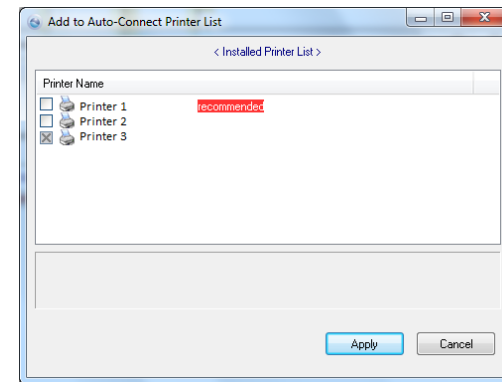 Add to Auto-Connect Printer List
< Installed Printer List >
Printer Name
Printer 1 recommended
Printer 2
Printer 3
Apply Cancel